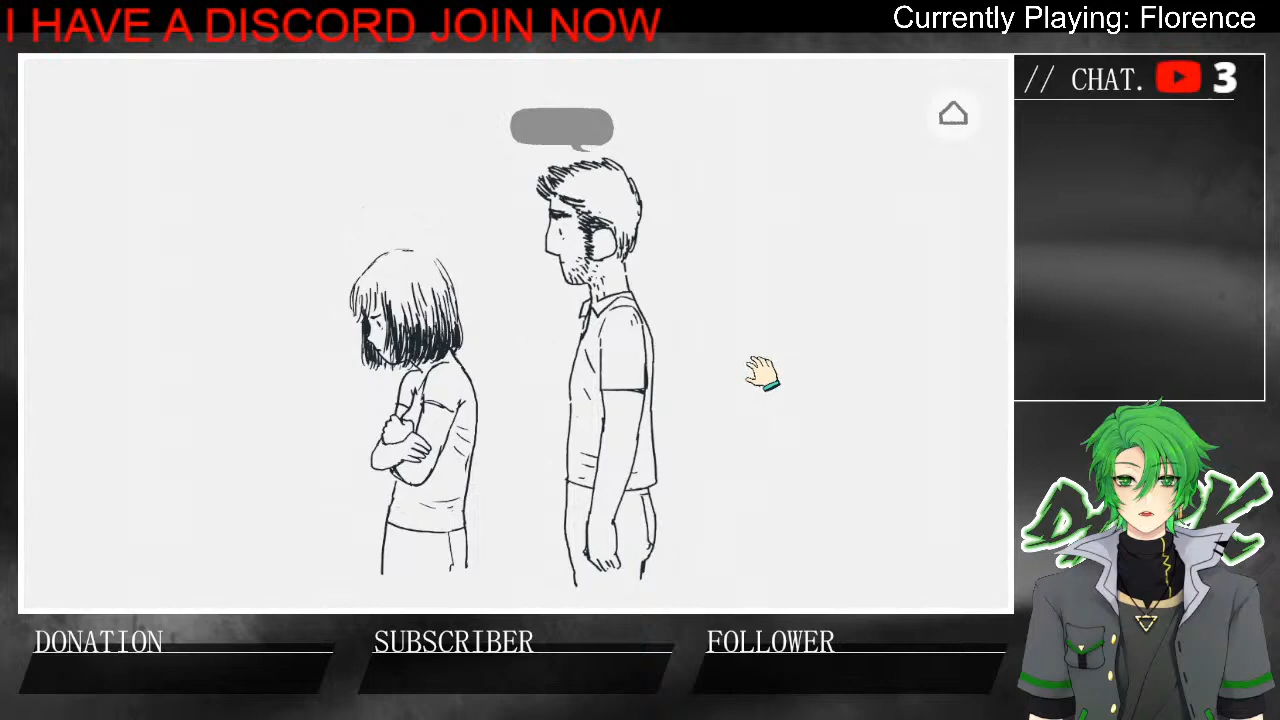 I HAVE A DISCORD JOIN NOW
Currently Playing: Florence
// CHAT. 3
DONATION
SUBSCRIBER
FOLLOWER